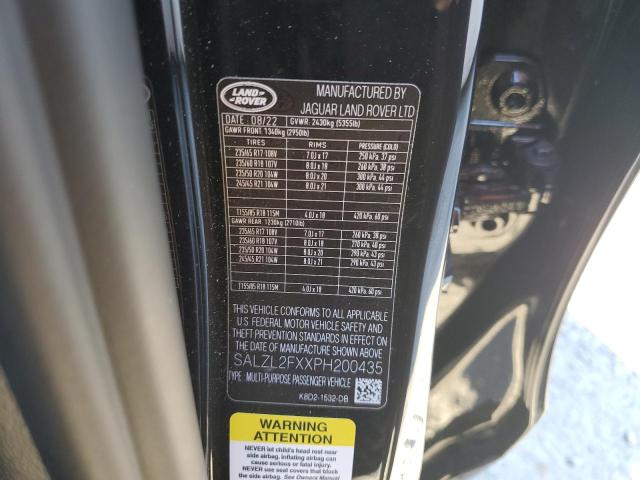 LAND
ROVER
MANUFACTURED BY
JAGUAR LAND ROVER LTD
DATE: 08/22 GVWR. 2430kg (5355lb)
GAWR FRONT: 1340kg (2950lb)
TIRES RIMS PRESSURE (COLD)
235/65 R17 108V 7.0J x 17 250 kPa, 37 psi
235/60 R18 107V 8.0J x 18 260 kPa, 38 psi
235/50 R20 104W 8.0J x 20 300 kPa, 44 psi
245/45 R21 104W 8.0J x 21 300 kPa, 44 psi
T155/85 R18 115M 4.0J x 18 420 kPa, 60 psi
GAWR REAR: 1230kg (2710lb)
235/65 R17 108V 7.0J x 17 260 kPa, 38 psi
235/60 R18 107V 8.0J x 18 270 kPa, 40 psi
235/50 R20 104W 8.0J x 20 290 kPa, 43 psi
245/45 R21 104W 8.0J x 21 290 kPa, 43 psi
T155/85 R18 115M 4.0J x 18 420 kPa, 60 psi
THIS VEHICLE CONFORMS TO ALL APPLICABLE
U.S. FEDERAL MOTOR VEHICLE SAFETY AND
THEFT PREVENTION STANDARDS IN EFFECT ON
THE DATE OF MANUFACTURE SHOWN ABOVE
SALZL2FXXPH200435
TYPE: MULTI-PURPOSE PASSENGER VEHICLE
K8D2-1532-DB
WARNING
ATTENTION
NEVER let child's head rest near
side airbag. Inflating airbag can
cause serious or fatal injury.
NEVER use seat covers that block
the side airbag. See Owners Manual